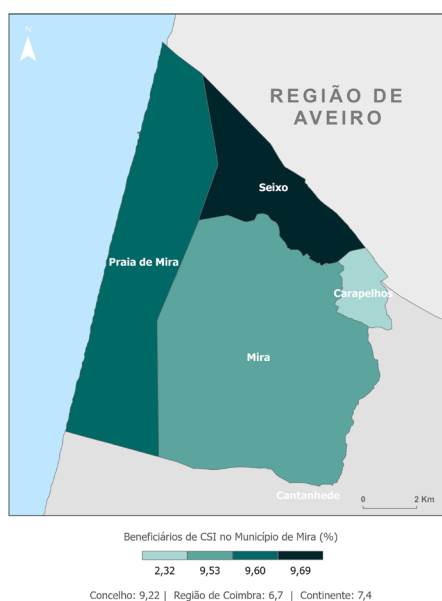 N
REGIÃO DE
AVEIRO
Seixo
Praia de Mira
Carapelhos
Mira
Cantanhede
0 2 Km
Beneficiários de CSI no Município de Mira (%)
2,32 9,53 9,60 9,69
Concelho: 9,22 | Região de Coimbra: 6,7 | Continente: 7,4